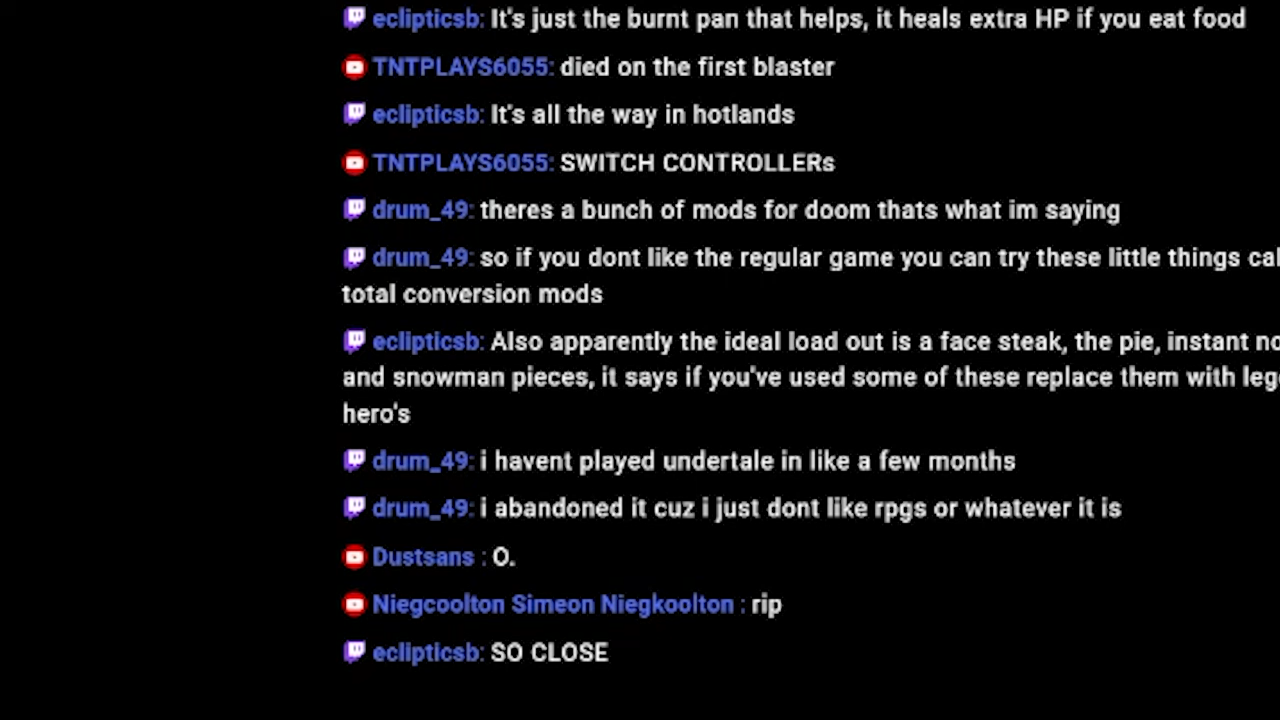 eclipticsb: It's just the burnt pan that helps, it heals extra HP if you eat food
TNTPLAYS6055: died on the first blaster
eclipticsb: It's all the way in hotlands
TNTPLAYS6055: SWITCH CONTROLLERs
drum_49: theres a bunch of mods for doom thats what im saying
drum_49: so if you dont like the regular game you can try these little things
total conversion mods
eclipticsb: Also apparently the ideal load out is a face steak, the pie, instant
and snowman pieces, it says if you've used some of these replace them with
hero's
drum_49: i havent played undertale in like a few months
drum_49: i abandoned it cuz i just dont like rpgs or whatever it is
Dustsans : O.
Niegcoolton Simeon Niegkoolton : rip
eclipticsb: SO CLOSE